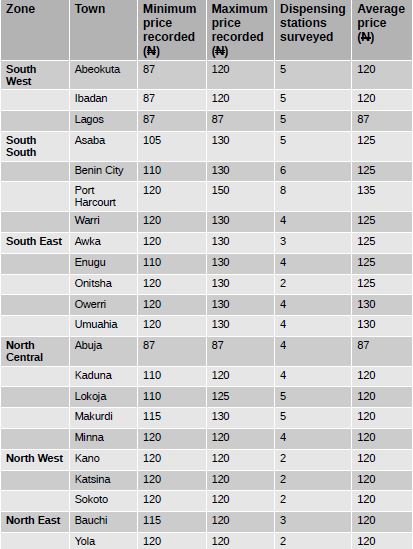 Zone Town Minimum price recorded (₦) Maximum price recorded (₦) Dispensing stations surveyed Average price (₦)
South West Abeokuta 87 120 5 120
Ibadan 87 120 5 120
Lagos 87 87 5 87
South South Asaba 105 130 5 125
Benin City 110 130 6 125
Port Harcourt 120 150 8 135
Warri 120 130 4 125
South East Awka 120 130 3 125
Enugu 110 130 4 125
Onitsha 120 130 2 125
Owerri 120 130 4 130
Umuahia 120 130 4 130
North Central Abuja 87 87 4 87
Kaduna 110 120 4 120
Lokoja 110 125 5 120
Makurdi 115 130 5 120
Minna 120 120 4 120
North West Kano 120 120 2 120
Katsina 120 120 2 120
Sokoto 120 120 2 120
North East Bauchi 115 120 3 120
Yola 120 120 2 120